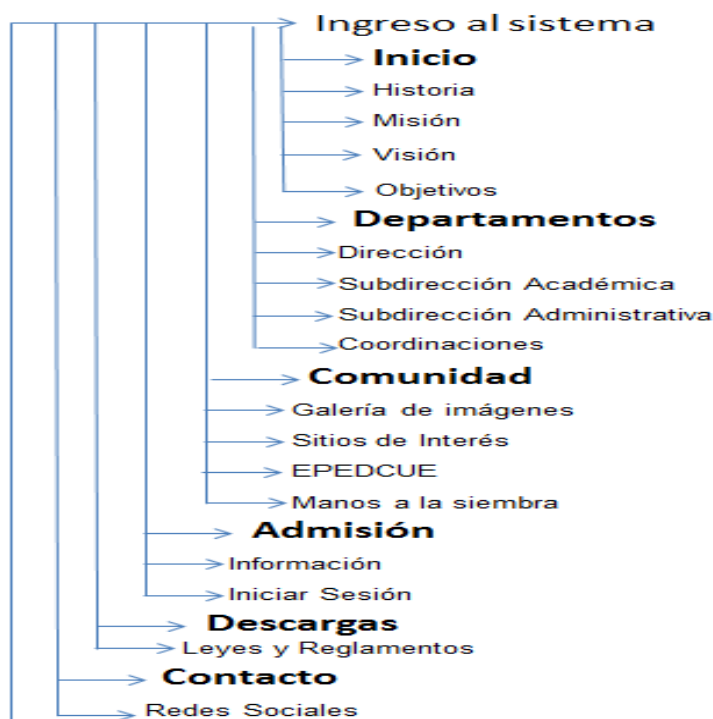 Ingreso al sistema
Inicio
Historia
Misión
Visión
Objetivos
Departamentos
Dirección
Subdirección Académica
Subdirección Administrativa
Coordinaciones
Comunidad
Galería de imágenes
Sitios de Interés
EPEDCUE
Manos a la siembra
Admisión
Información
Iniciar Sesión
Descargas
Leyes y Reglamentos
Contacto
Redes Sociales